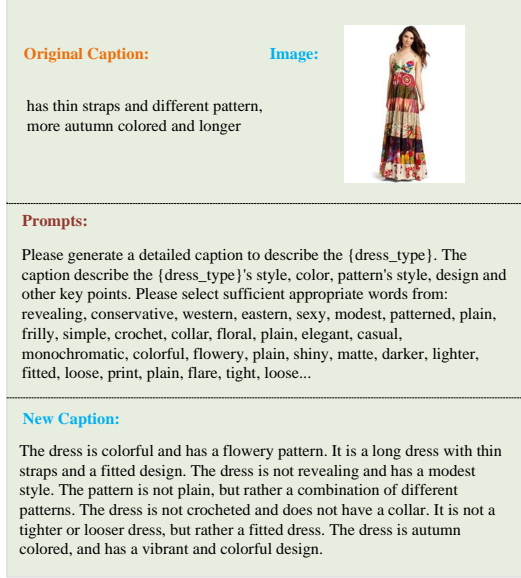 Original Caption:
Image:
has thin straps and different pattern,
more autumn colored and longer
Prompts:
Please generate a detailed caption to describe the {dress_type}. The
caption describe the {dress_type}'s style, color, pattern's style, design and
other key points. Please select sufficient appropriate words from:
revealing, conservative, western, eastern, sexy, modest, patterned, plain,
frilly, simple, crochet, collar, floral, plain, elegant, casual,
monochromatic, colorful, flowery, plain, shiny, matte, darker, lighter,
fitted, loose, print, plain, flare, tight, loose...
New Caption:
The dress is colorful and has a flowery pattern. It is a long dress with thin
straps and a fitted design. The dress is not revealing and has a modest
style. The pattern is not plain, but rather a combination of different
patterns. The dress is not crocheted and does not have a collar. It is not a
tighter or looser dress, but rather a fitted dress. The dress is autumn
colored, and has a vibrant and colorful design.